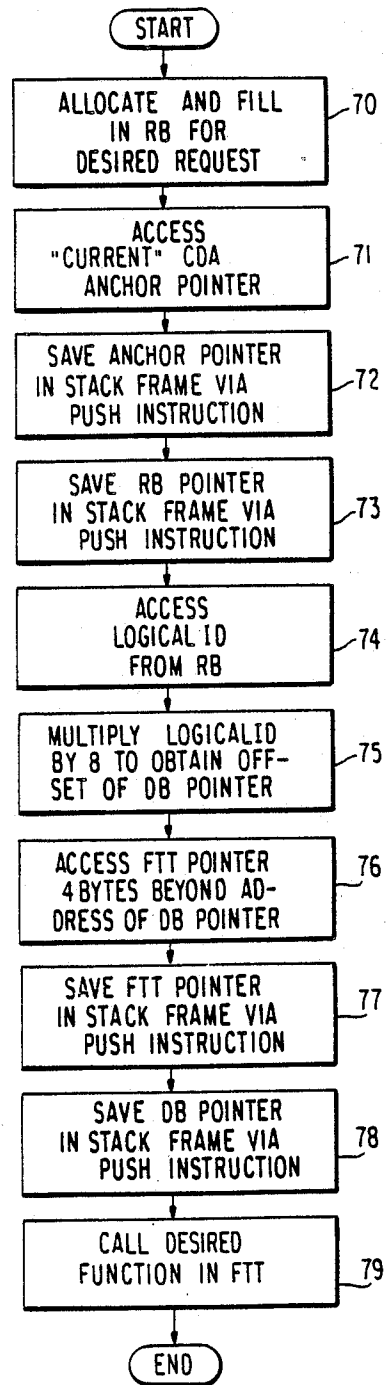 START
ALLOCATE AND FILL
IN RB FOR
DESIRED REQUEST
70
ACCESS
"CURRENT" CDA
ANCHOR POINTER
71
SAVE ANCHOR POINTER
IN STACK FRAME VIA
PUSH INSTRUCTION
72
SAVE RB POINTER
IN STACK FRAME VIA
PUSH INSTRUCTION
73
ACCESS
LOGICAL ID
FROM RB
74
MULTIPLY LOGICALID
BY 8 TO OBTAIN OFF-
SET OF DB POINTER
75
ACCESS FTT POINTER
4 BYTES BEYOND AD-
DRESS OF DB POINTER
76
SAVE FTT POINTER
IN STACK FRAME VIA
PUSH INSTRUCTION
77
SAVE DB POINTER
IN STACK FRAME VIA
PUSH INSTRUCTION
78
CALL DESIRED
FUNCTION IN FTT
79
END